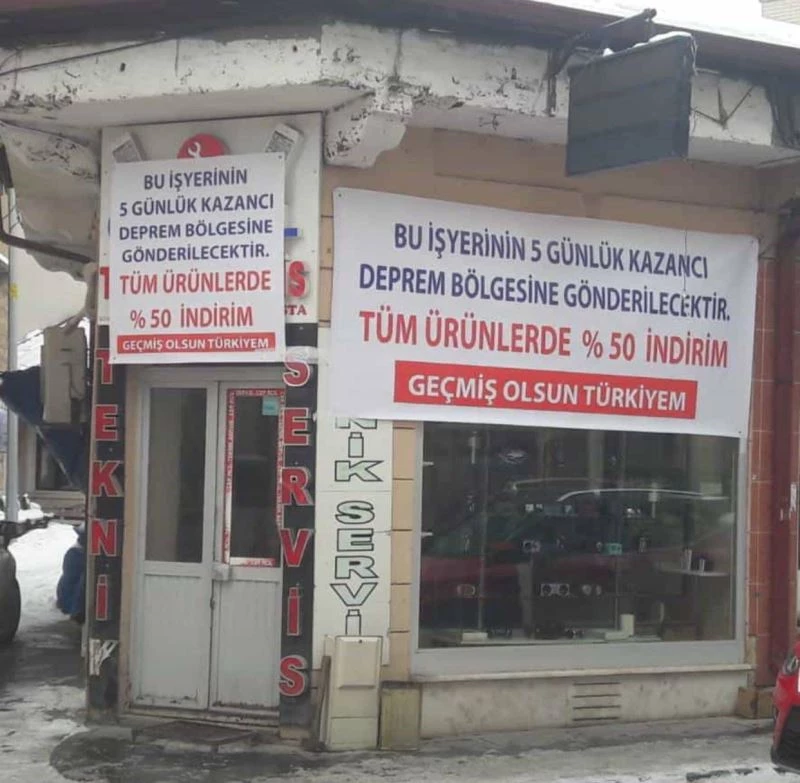 BU İŞYERİNİN
5 GÜNLÜK KAZANCI
DEPREM BÖLGESİNE
GÖNDERİLECEKTİR.
TÜM ÜRÜNLERDE
% 50 İNDİRİM
GEÇMİŞ OLSUN TÜRKİYEM
BU İŞYERİNİN 5 GÜNLÜK KAZANCI
DEPREM BÖLGESİNE GÖNDERİLECEKTİR.
TÜM ÜRÜNLERDE % 50 İNDİRİM
GEÇMİŞ OLSUN TÜRKİYEM
TEKNİK
SERVİS
NİK SERVİ